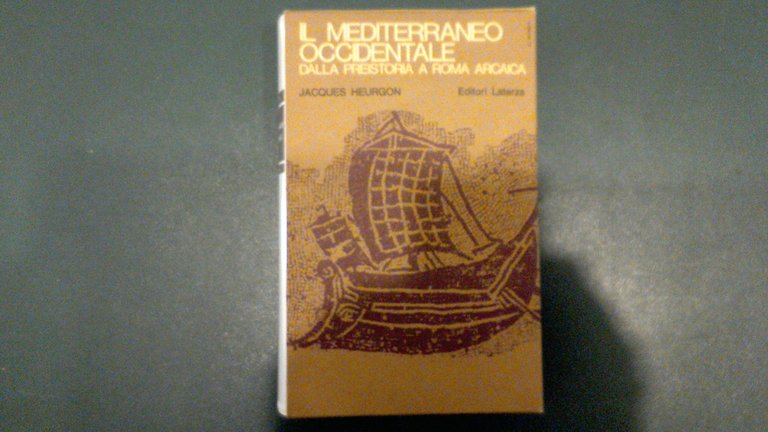 IL MEDITERRANEO
OCCIDENTALE
DALLA PREISTORIA A ROMA ARCAICA
JACQUES HEURGON Editori Laterza